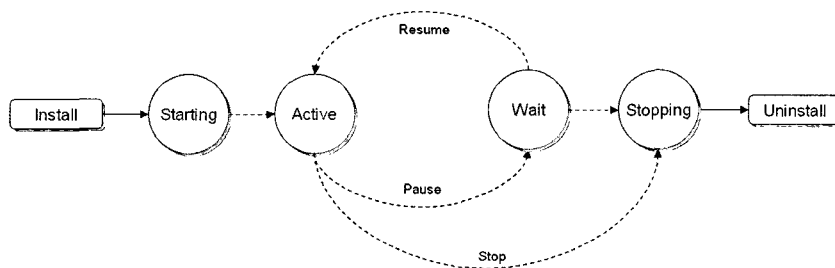 Resume
Install
Starting
Active
Wait
Stopping
Uninstall
Pause
Stop